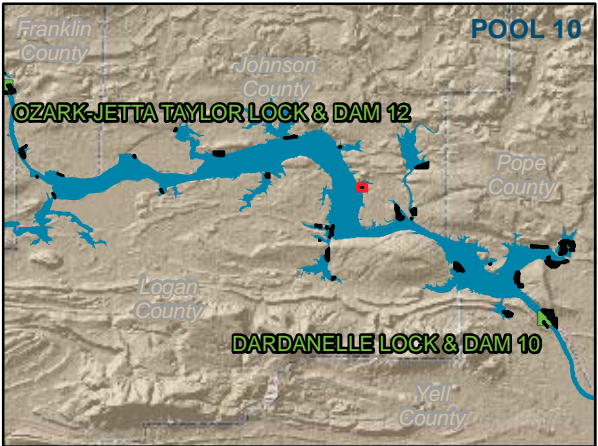 POOL 10
Franklin
County
Johnson
County
OZARK-JETTA TAYLOR LOCK & DAM 12
Pope
County
Logan
County
DARDANELLE LOCK & DAM 10
Yell
County